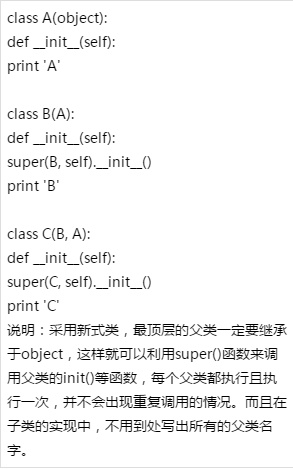 class A(object):
def __init__(self):
print 'A'
class B(A):
def __init__(self):
super(B, self).__init__()
print 'B'
class C(B, A):
def __init__(self):
super(C, self).__init__()
print 'C'
说明：采用新式类，最顶层的父类一定要继承
于object，这样就可以利用super()函数来调
用父类的init()等函数，每个父类都执行且执
行一次，并不会出现重复调用的情况。而且在
子类的实现中，不用到处写出所有的父类名
字。